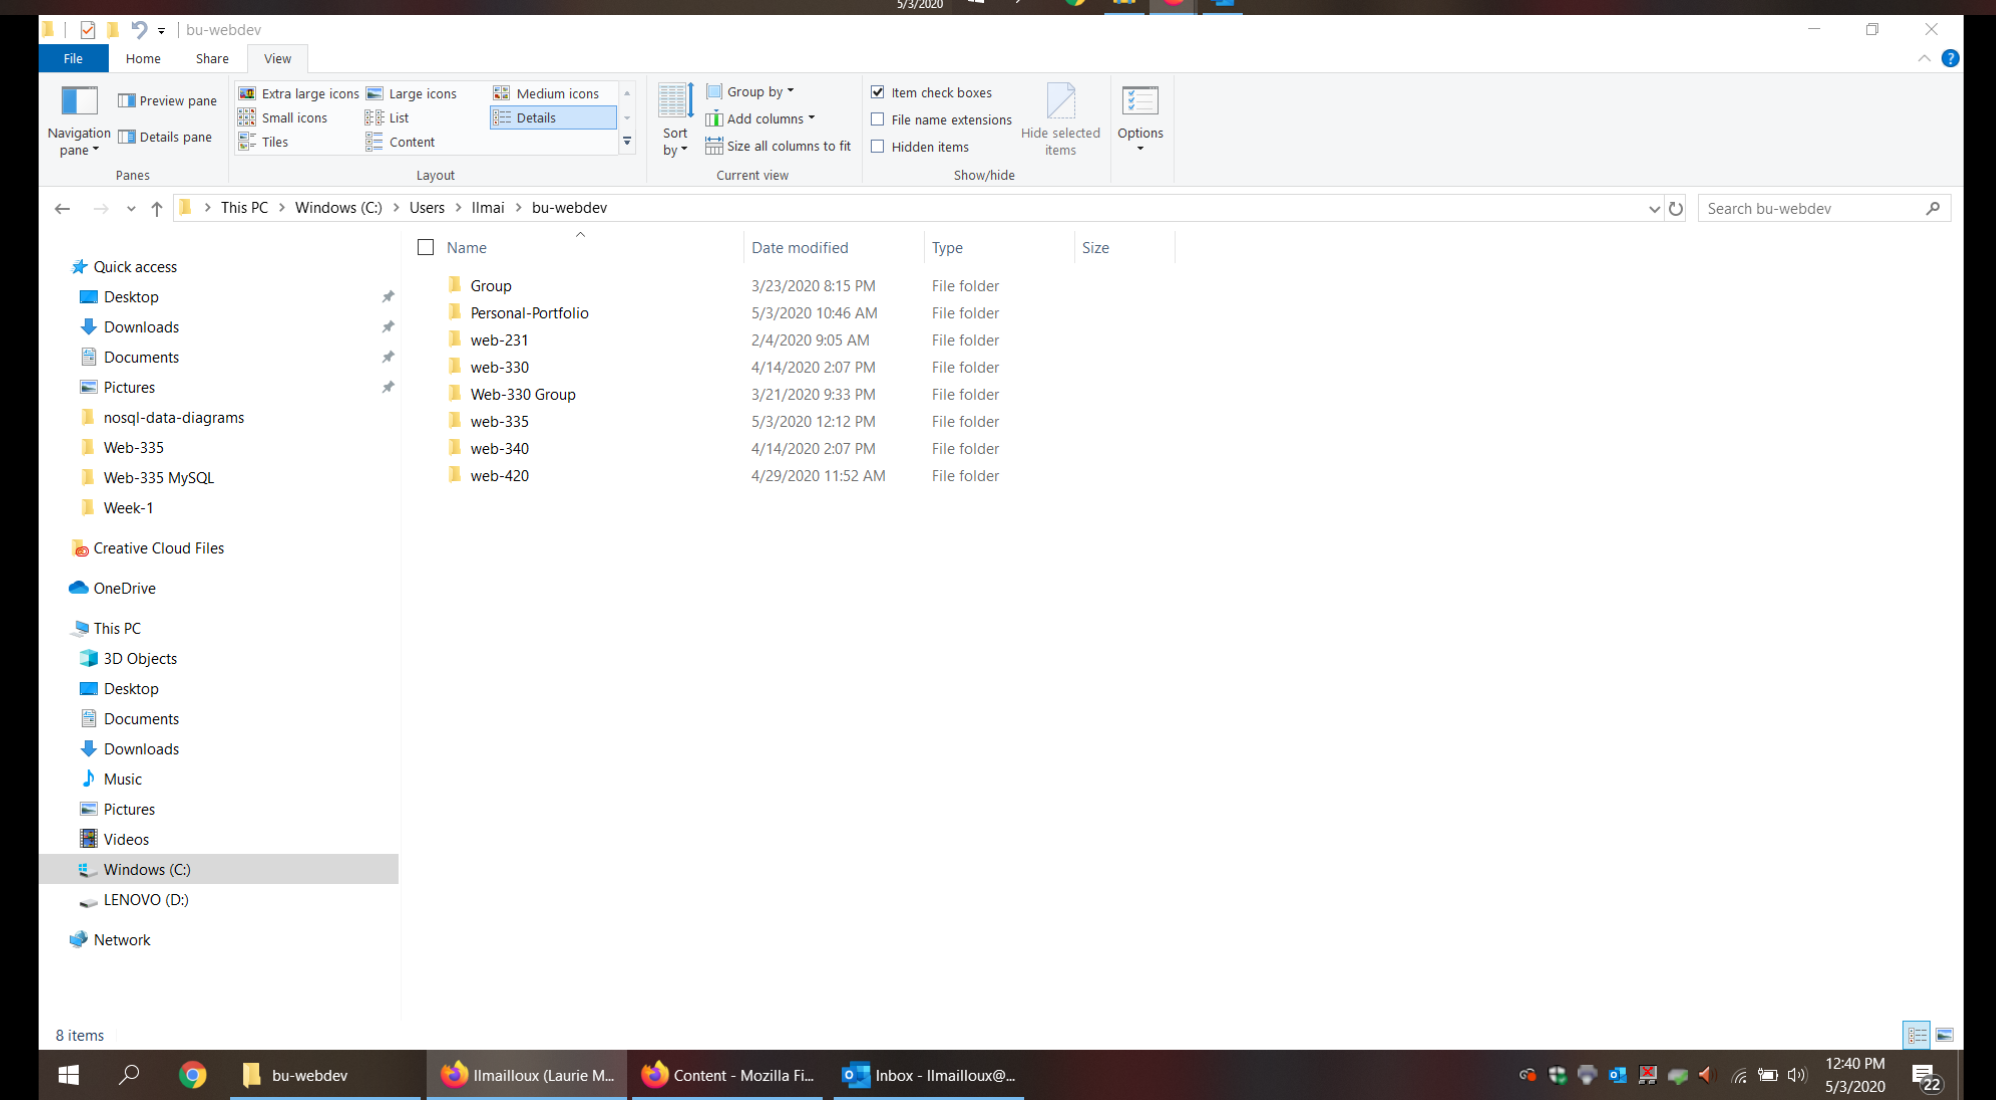 5/3/2020
bu-webdev
File Home Share View
Navigation pane
Preview pane
Details pane
Panes
Extra large icons Large icons Medium icons
Small icons List Details
Tiles Content
Layout
Sort by
Group by
Add columns
Size all columns to fit
Current view
Item check boxes
File name extensions
Hidden items
Hide selected items
Show/hide
Options
This PC > Windows (C:) > Users > llmai > bu-webdev
Search bu-webdev
Quick access
Desktop
Downloads
Documents
Pictures
nosql-data-diagrams
Web-335
Web-335 MySQL
Week-1
Creative Cloud Files
OneDrive
This PC
3D Objects
Desktop
Documents
Downloads
Music
Pictures
Videos
Windows (C:)
LENOVO (D:)
Network
Name Date modified Type Size
Group 3/23/2020 8:15 PM File folder
Personal-Portfolio 5/3/2020 10:46 AM File folder
web-231 2/4/2020 9:05 AM File folder
web-330 4/14/2020 2:07 PM File folder
Web-330 Group 3/21/2020 9:33 PM File folder
web-335 5/3/2020 12:12 PM File folder
web-340 4/14/2020 2:07 PM File folder
web-420 4/29/2020 11:52 AM File folder
8 items
bu-webdev
llmailloux (Laurie M...
Content - Mozilla Fi...
Inbox - llmailloux@...
12:40 PM
5/3/2020
22